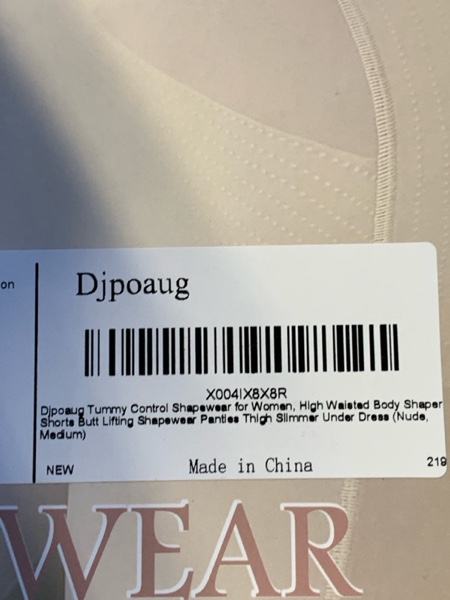 on
Djpoaug
X004IX8X8R
Djpoaug Tummy Control Shapewear for Women, High Waisted Body Shaper
Shorts Butt Lifting Shapewear Panties Thigh Slimmer Under Dress (Nude,
Medium)
NEW
Made in China
219
WEAR